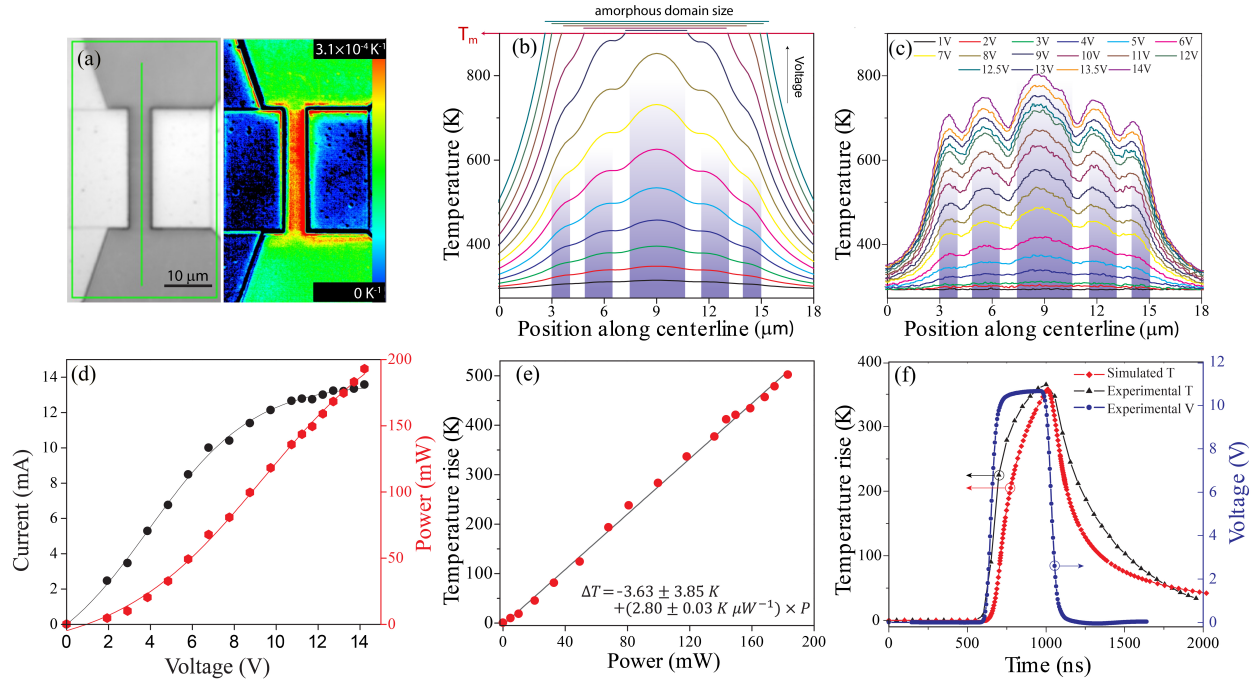 (a)
3.1×10⁻⁴ K⁻¹
10 μm
0 K⁻¹
amorphous domain size
Tₘ
(b)
Voltage
Temperature (K)
800
600
400
0 3 6 9 12 15 18
Position along centerline (μm)
(c)
1V 2V 3V 4V 5V 6V
7V 8V 9V 10V 11V 12V
12.5V 13V 13.5V 14V
Temperature (K)
800
600
400
0 3 6 9 12 15 18
Position along centerline (μm)
(d)
Current (mA)
14
12
10
8
6
4
2
0
200
150
100
50
0
Power (mW)
0 2 4 6 8 10 12 14
Voltage (V)
(e)
Temperature rise (K)
500
400
300
200
100
0
ΔT = -3.63 ± 3.85 K
+(2.80 ± 0.03 K μW⁻¹) × P
0 40 80 120 160 200
Power (mW)
(f)
Simulated T
Experimental T
Experimental V
Temperature rise (K)
400
350
300
250
200
150
100
50
0
12
10
8
6
4
2
0
Voltage (V)
0 500 1000 1500 2000
Time (ns)